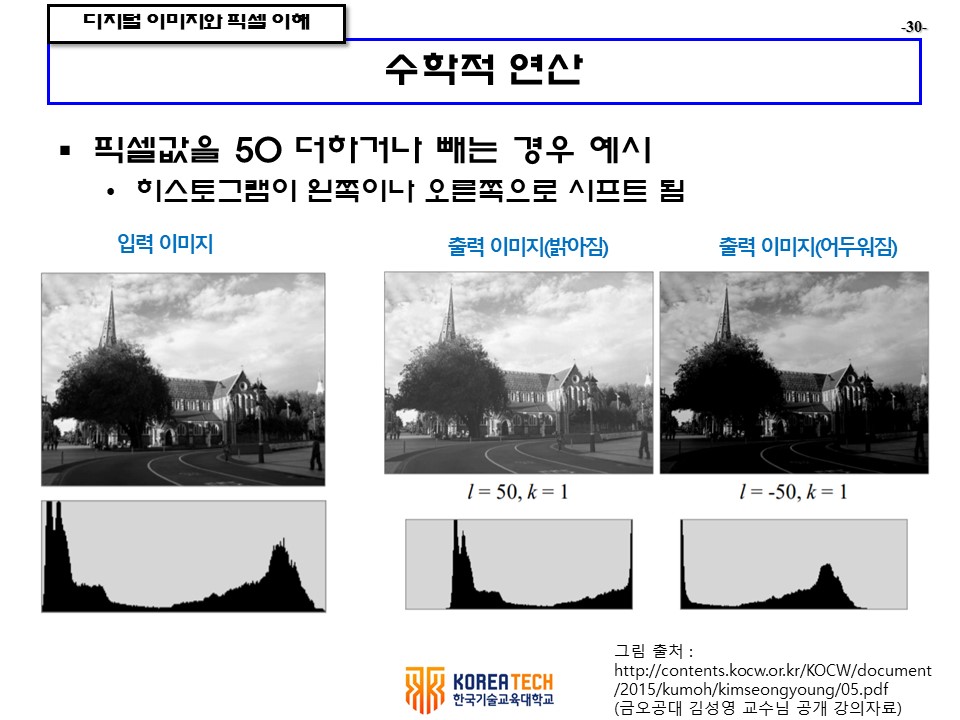 디지털 이미지와 픽셀 이해
-30-
수학적 연산
▪ 픽셀값을 50 더하거나 빼는 경우 예시
• 히스토그램이 왼쪽이나 오른쪽으로 시프트 됨
입력 이미지
출력 이미지(밝아짐)
출력 이미지(어두워짐)
l = 50, k = 1
l = -50, k = 1
그림 출처 :
http://contents.kocw.or.kr/KOCW/document
/2015/kumoh/kimseongyoung/05.pdf
(금오공대 김성영 교수님 공개 강의자료)
KOREATECH
한국기술교육대학교